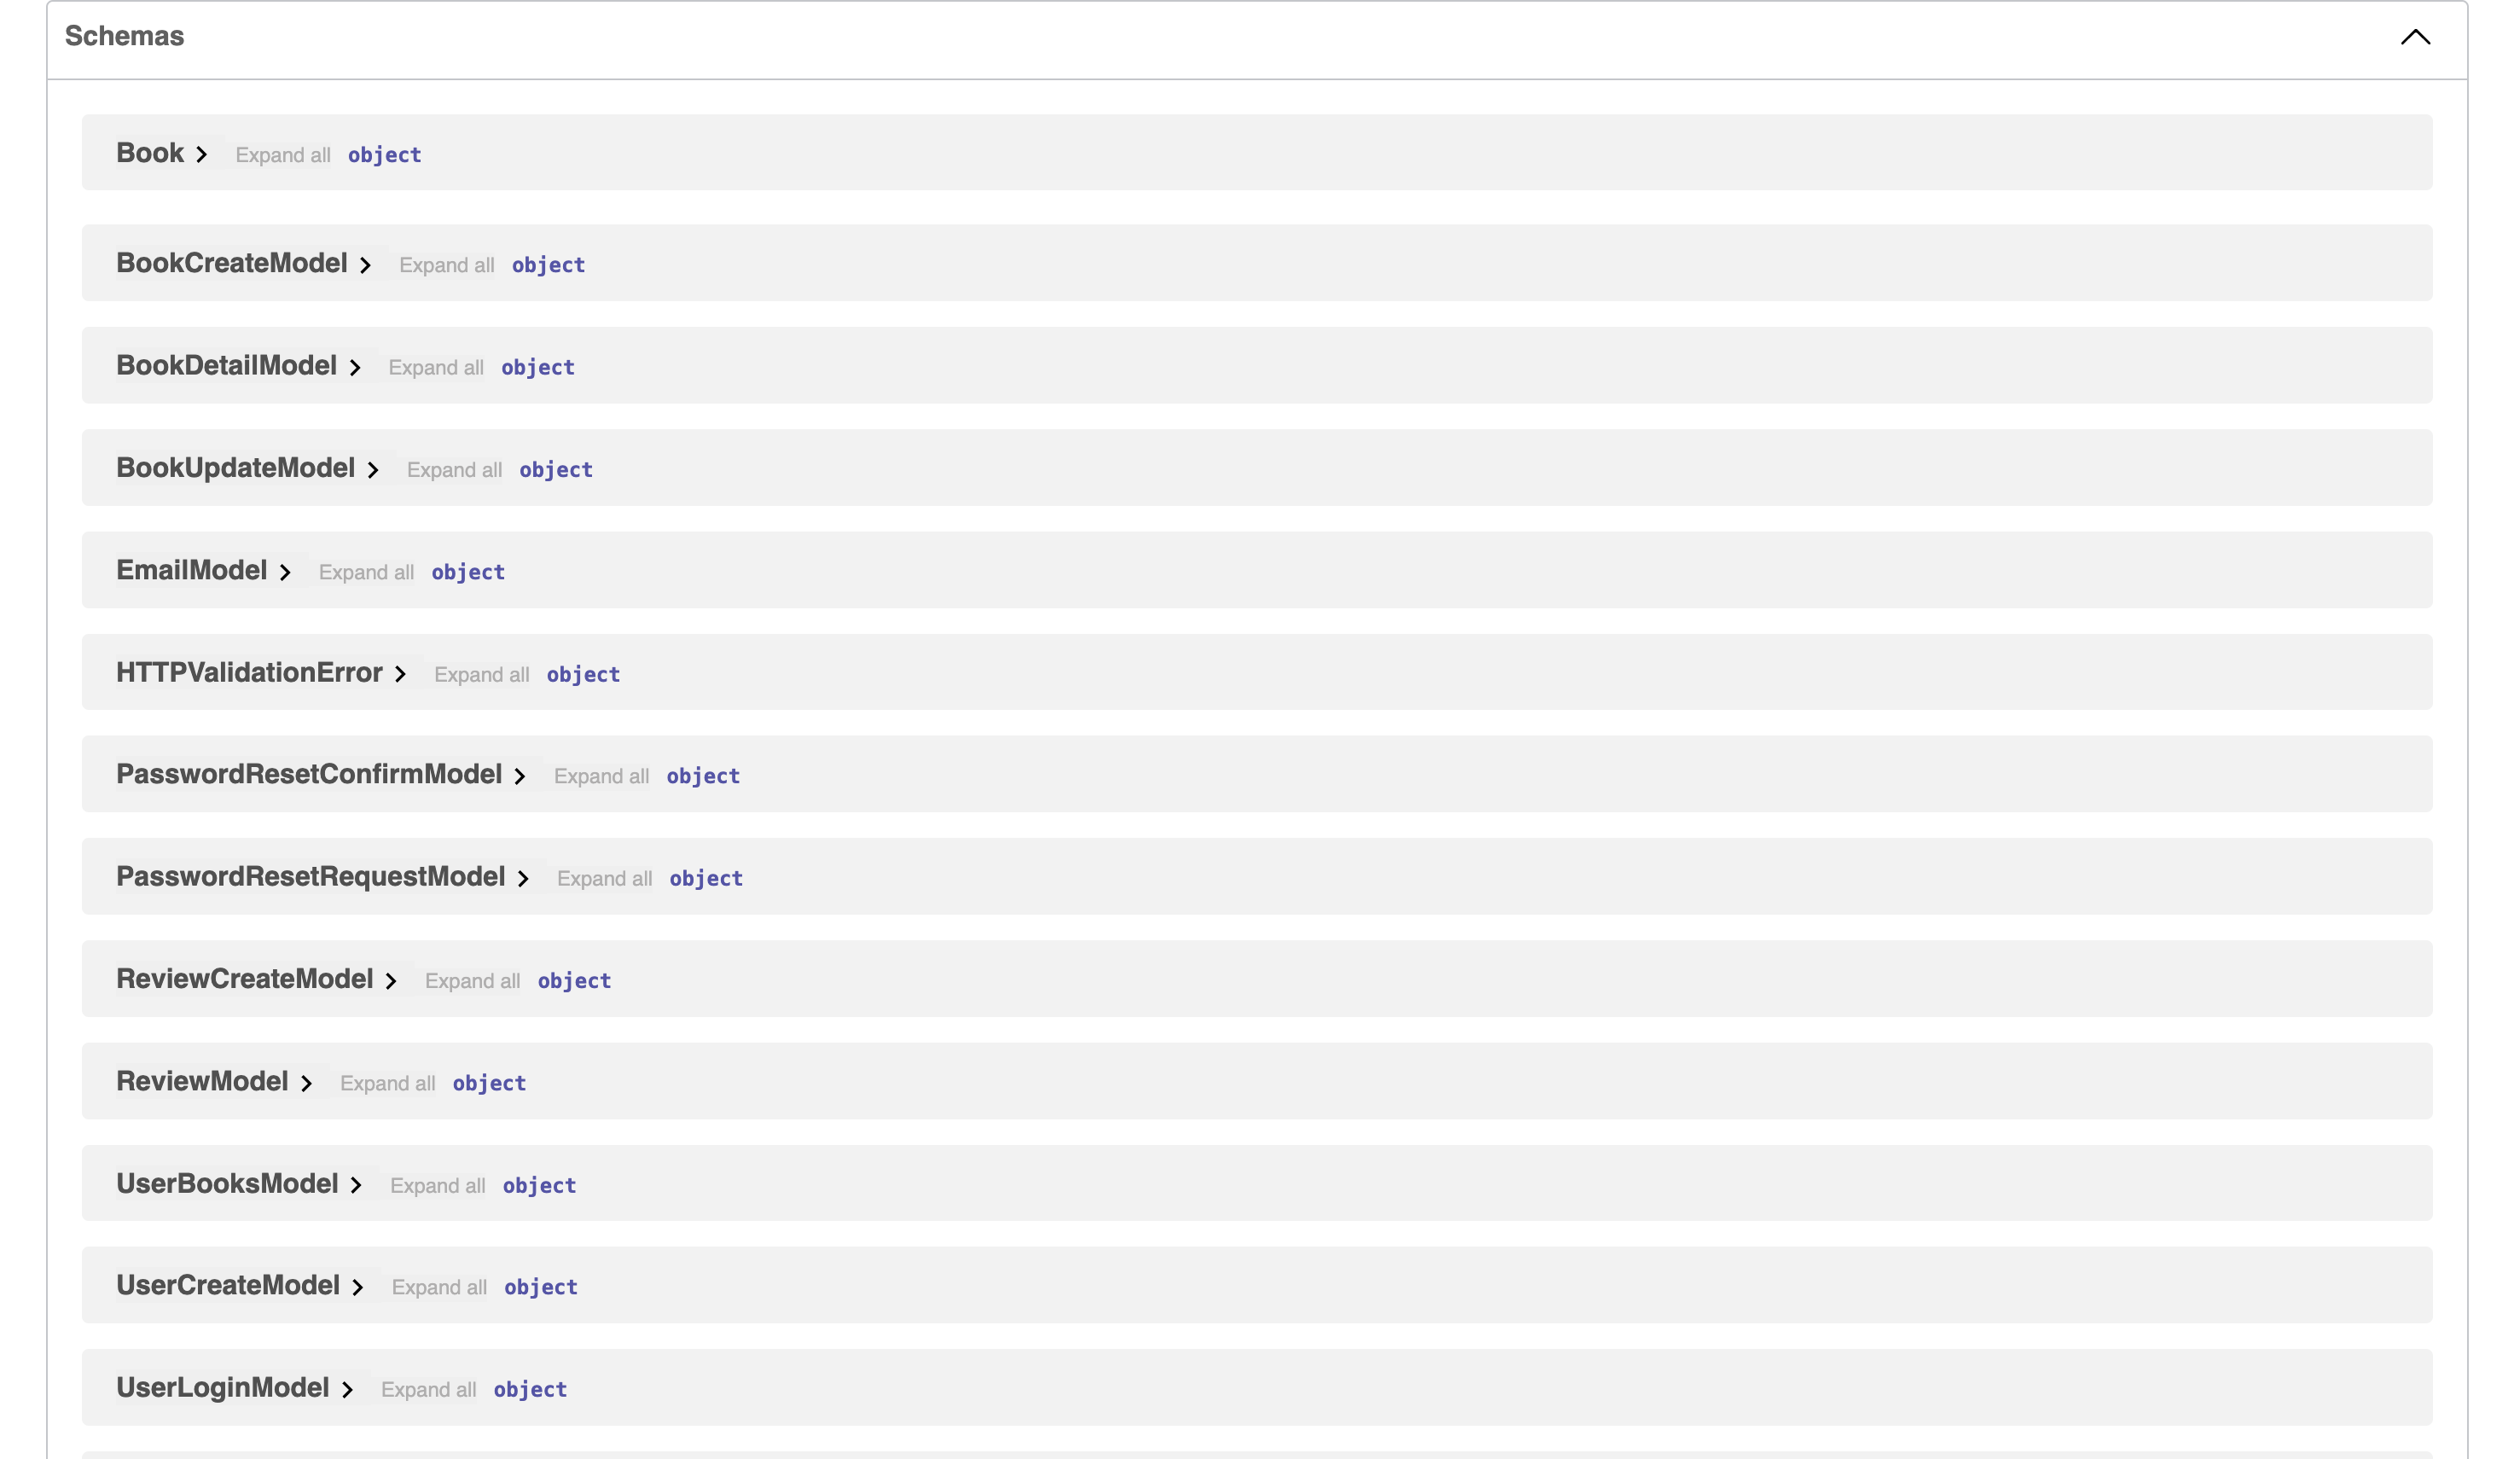 Schemas
Book Expand all object
BookCreateModel Expand all object
BookDetailModel Expand all object
BookUpdateModel Expand all object
EmailModel Expand all object
HTTPValidationError Expand all object
PasswordResetConfirmModel Expand all object
PasswordResetRequestModel Expand all object
ReviewCreateModel Expand all object
ReviewModel Expand all object
UserBooksModel Expand all object
UserCreateModel Expand all object
UserLoginModel Expand all object